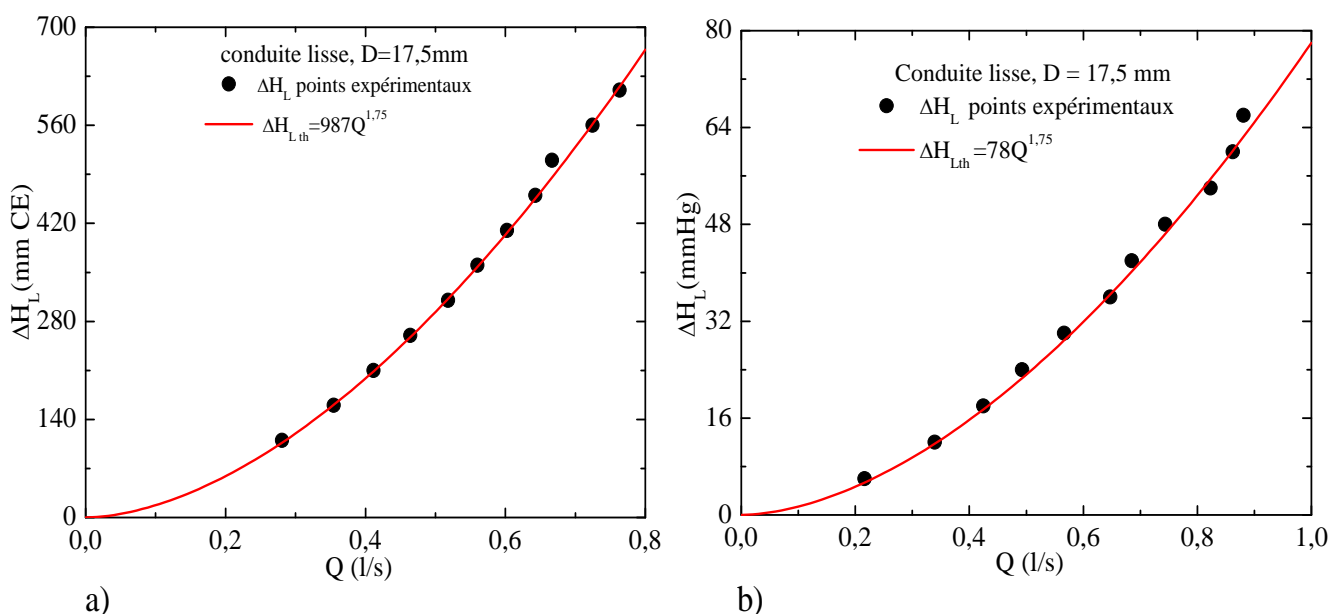 700
560
420
280
140
0
ΔH_L (mm CE)
conduite lisse, D=17,5mm
ΔH_L points expérimentaux
ΔH_L th=987Q^1,75
0,0 0,2 0,4 0,6 0,8
Q (l/s)
a)
80
64
48
32
16
0
ΔH_L (mmHg)
Conduite lisse, D = 17,5 mm
ΔH_L points expérimentaux
ΔH_Lth =78Q^1,75
0,0 0,2 0,4 0,6 0,8 1,0
Q (l/s)
b)